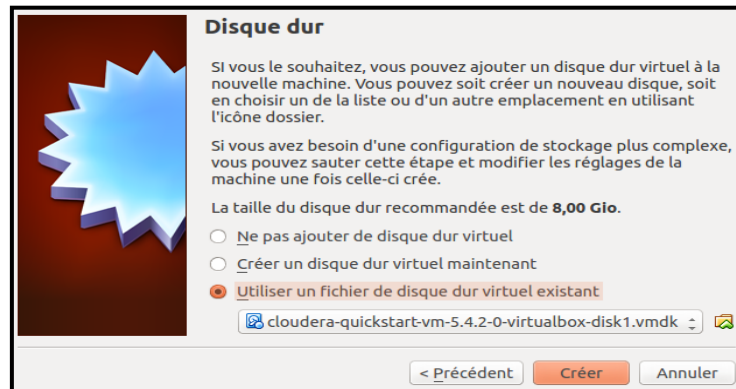 Disque dur
SI vous le souhaitez, vous pouvez ajouter un disque dur virtuel à la
nouvelle machine. Vous pouvez soit créer un nouveau disque, soit
en choisir un de la liste ou d'un autre emplacement en utilisant
l'icône dossier.
Si vous avez besoin d'une configuration de stockage plus complexe,
vous pouvez sauter cette étape et modifier les réglages de la
machine une fois celle-ci crée.
La taille du disque dur recommandée est de 8,00 Gio.
Ne pas ajouter de disque dur virtuel
Créer un disque dur virtuel maintenant
Utiliser un fichier de disque dur virtuel existant
cloudera-quickstart-vm-5.4.2-0-virtualbox-disk1.vmdk
< Précédent Créer Annuler